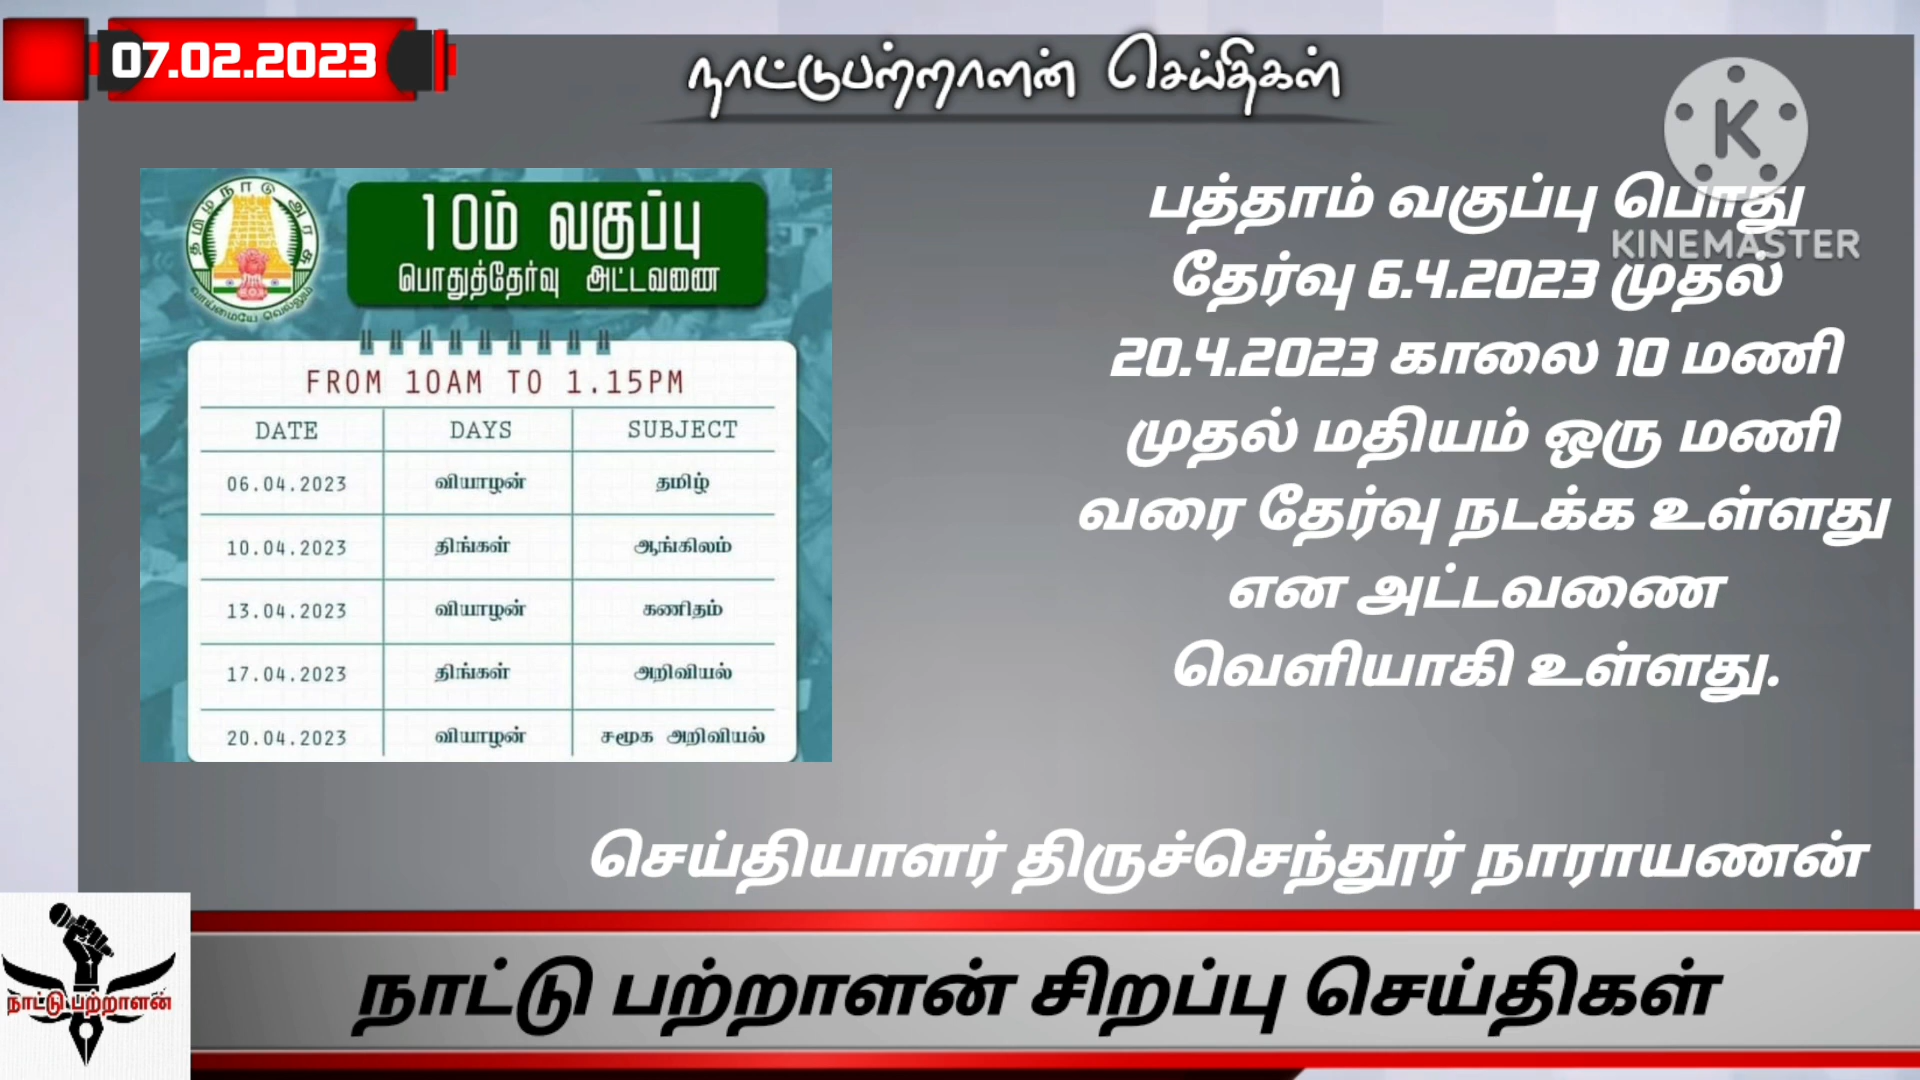 07.02.2023
நாட்டுபற்றாளன் செய்திகள்
K
KINEMASTER
தமிழ்நாடு அரசு
வாய்மையே வெல்லும்
10ம் வகுப்பு
பொதுத்தேர்வு அட்டவணை
FROM 10AM TO 1.15PM
DATE DAYS SUBJECT
06.04.2023 வியாழன் தமிழ்
10.04.2023 திங்கள் ஆங்கிலம்
13.04.2023 வியாழன் கணிதம்
17.04.2023 திங்கள் அறிவியல்
20.04.2023 வியாழன் சமூக அறிவியல்
பத்தாம் வகுப்பு பொது
தேர்வு 6.4.2023 முதல்
20.4.2023 காலை 10 மணி
முதல் மதியம் ஒரு மணி
வரை தேர்வு நடக்க உள்ளது
என அட்டவணை
வெளியாகி உள்ளது.
செய்தியாளர் திருச்செந்தூர் நாராயணன்
நாட்டு பற்றாளன்
நாட்டு பற்றாளன் சிறப்பு செய்திகள்